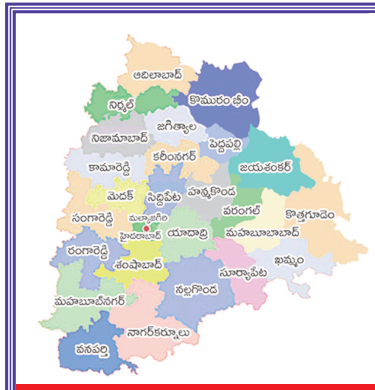 ఆదిలాబాద్
కొమురం భీం
నిర్మల్
జగిత్యాల
నిజామాబాద్
పెద్దపల్లి
కామారెడ్డి
కరీంనగర్
జయశంకర్
మెదక్
సిద్దిపేట
హన్మకొండ
సంగారెడ్డి
మల్కాజిగిరి
వరంగల్
కొత్తగూడెం
హైదరాబాద్
యాదాద్రి
మహబూబాబాద్
రంగారెడ్డి
శంషాబాద్
ఖమ్మం
సూర్యాపేట
మహబూబ్‌నగర్
నల్లగొండ
నాగర్‌కర్నూలు
వనపర్తి